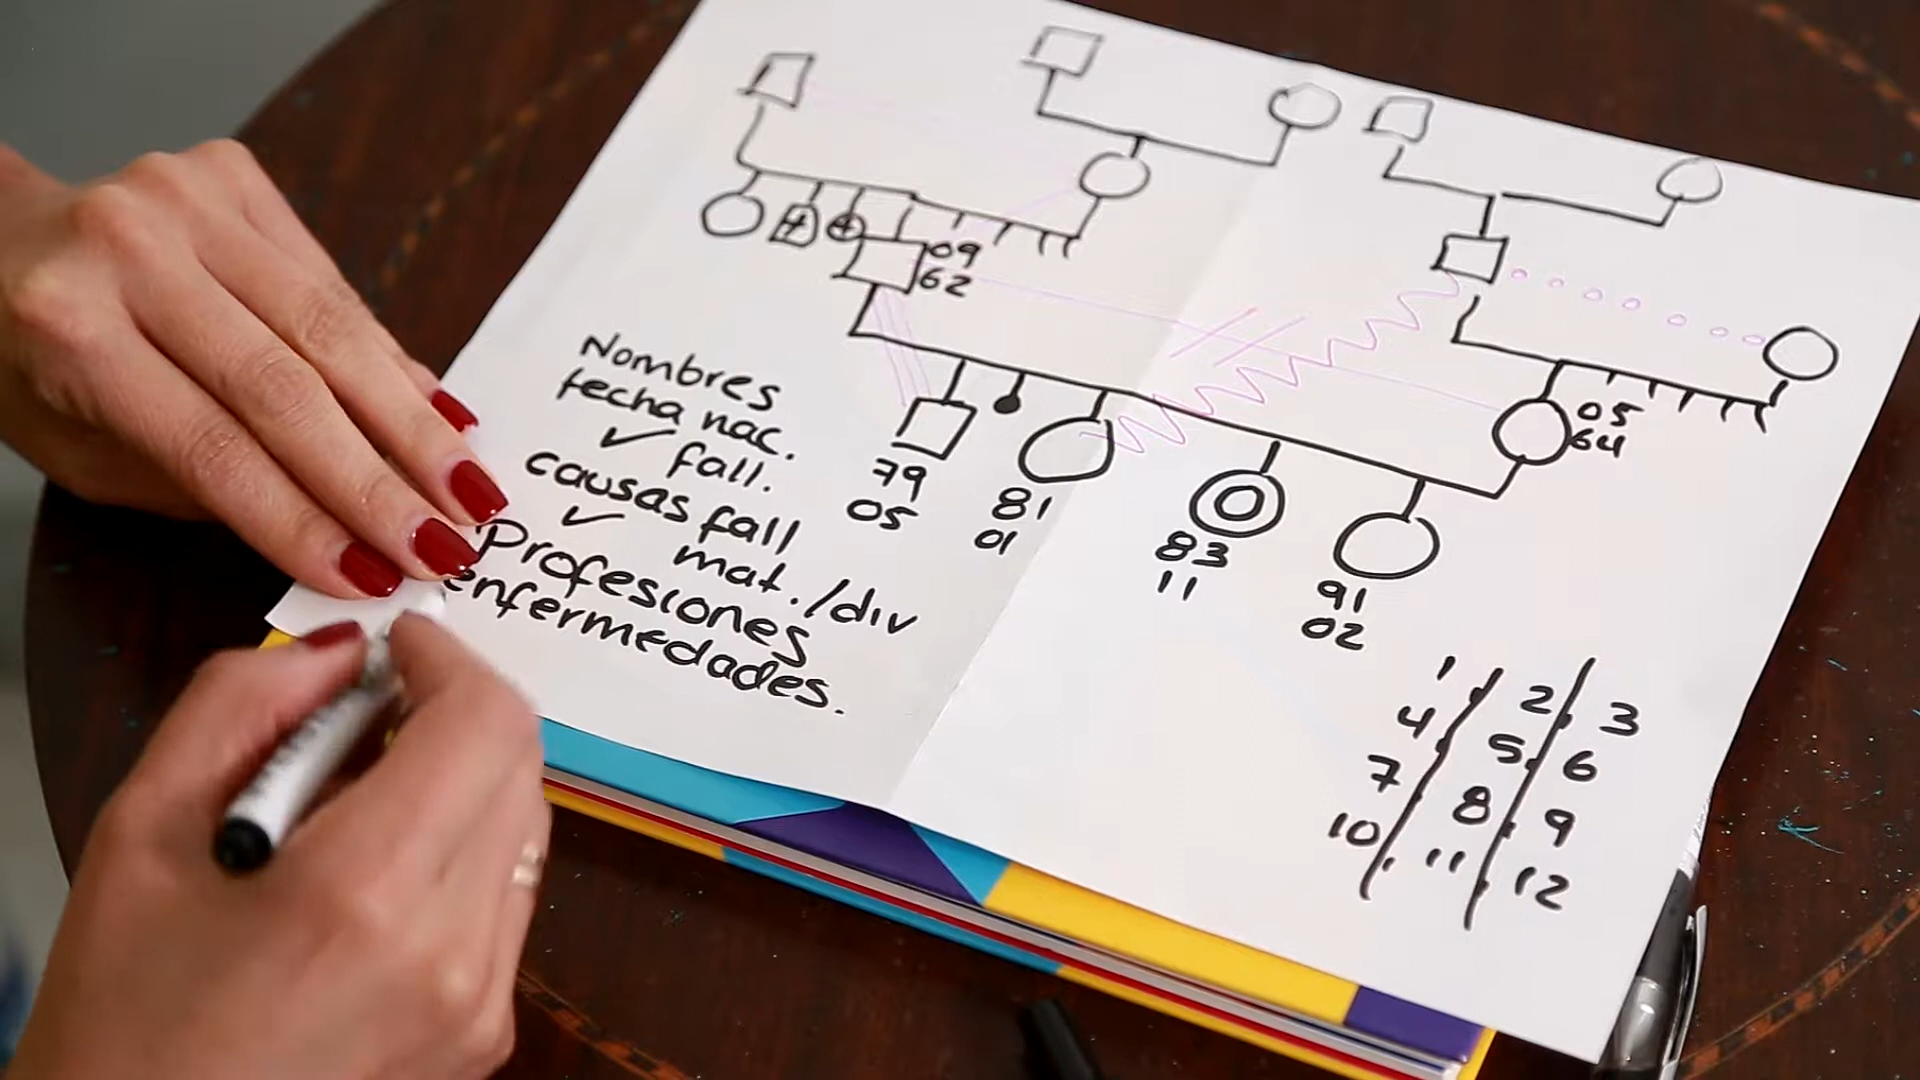 09
62
05
64
Nombres
fecha nac.
✓ fall.
causas fall
✓ mat./div
Profesiones
enfermedades.
79
05
81
01
83
11
91
02
1 2 3
4 5 6
7 8 9
10 11 12